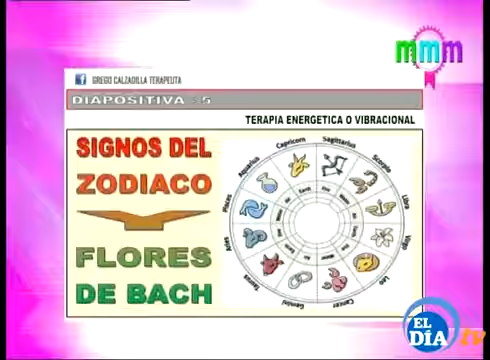 mmm
GREGO CALZADILLA TERAPEUTA
DIAPOSITIVA : 5
TERAPIA ENERGETICA O VIBRACIONAL
SIGNOS DEL
ZODIACO
FLORES
DE BACH
Capricorn
Sagittarius
Scorpio
Libra
Virgo
Leo
Cancer
Gemini
Taurus
Aries
Pisces
Aquarius
EL
DÍA tv